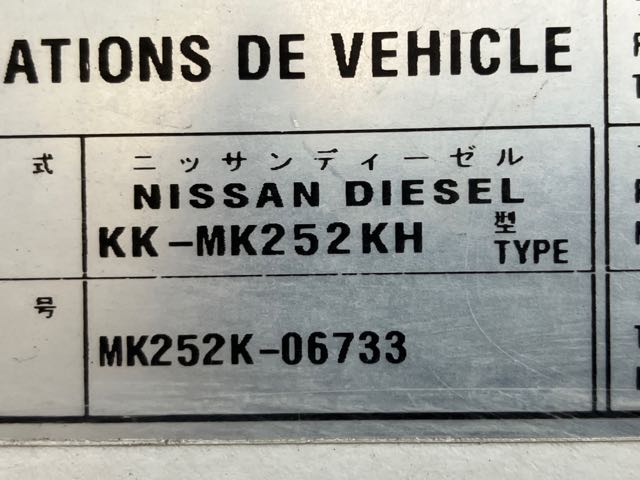 ATIONS DE VEHICLE
式
ニッサンディーゼル
NISSAN DIESEL
KK-MK252KH 型 TYPE
号
MK252K-06733